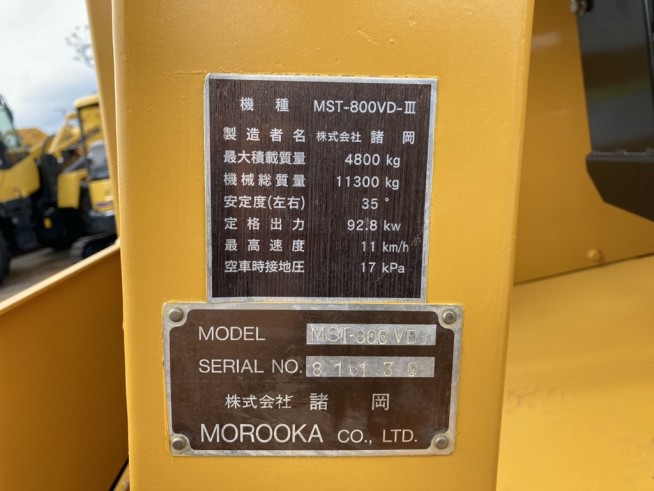 機種 MST-800VD-Ⅲ
製造者名 株式会社 諸岡
最大積載質量 4800 kg
機械総質量 11300 kg
安定度(左右) 35°
定格出力 92.8 kw
最高速度 11 km/h
空車時接地圧 17 kPa
MODEL MST-800VD
SERIAL NO. 81130
株式会社 諸岡
MOROOKA CO., LTD.